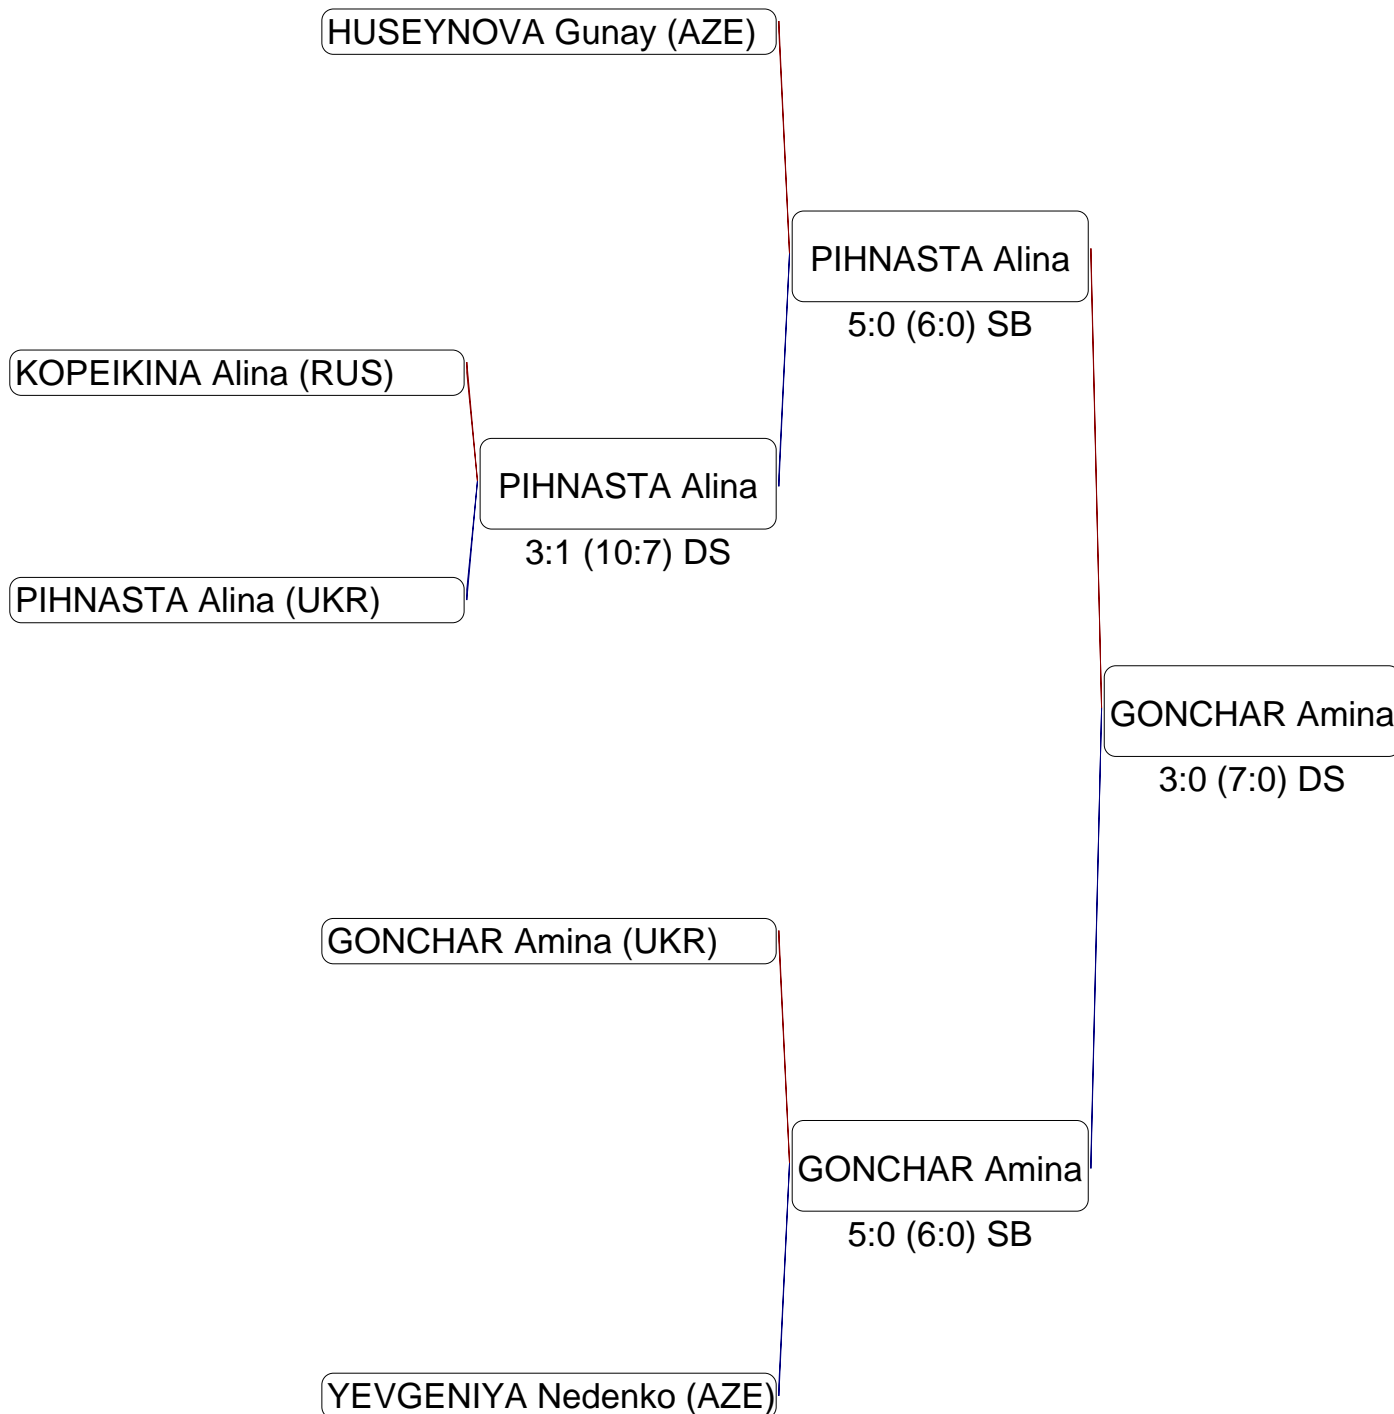 HUSEYNOVA Gunay (AZE)
PIHNASTA Alina
5:0 (6:0) SB
KOPEIKINA Alina (RUS)
PIHNASTA Alina
3:1 (10:7) DS
PIHNASTA Alina (UKR)
GONCHAR Amina
3:0 (7:0) DS
GONCHAR Amina (UKR)
GONCHAR Amina
5:0 (6:0) SB
YEVGENIYA Nedenko (AZE)